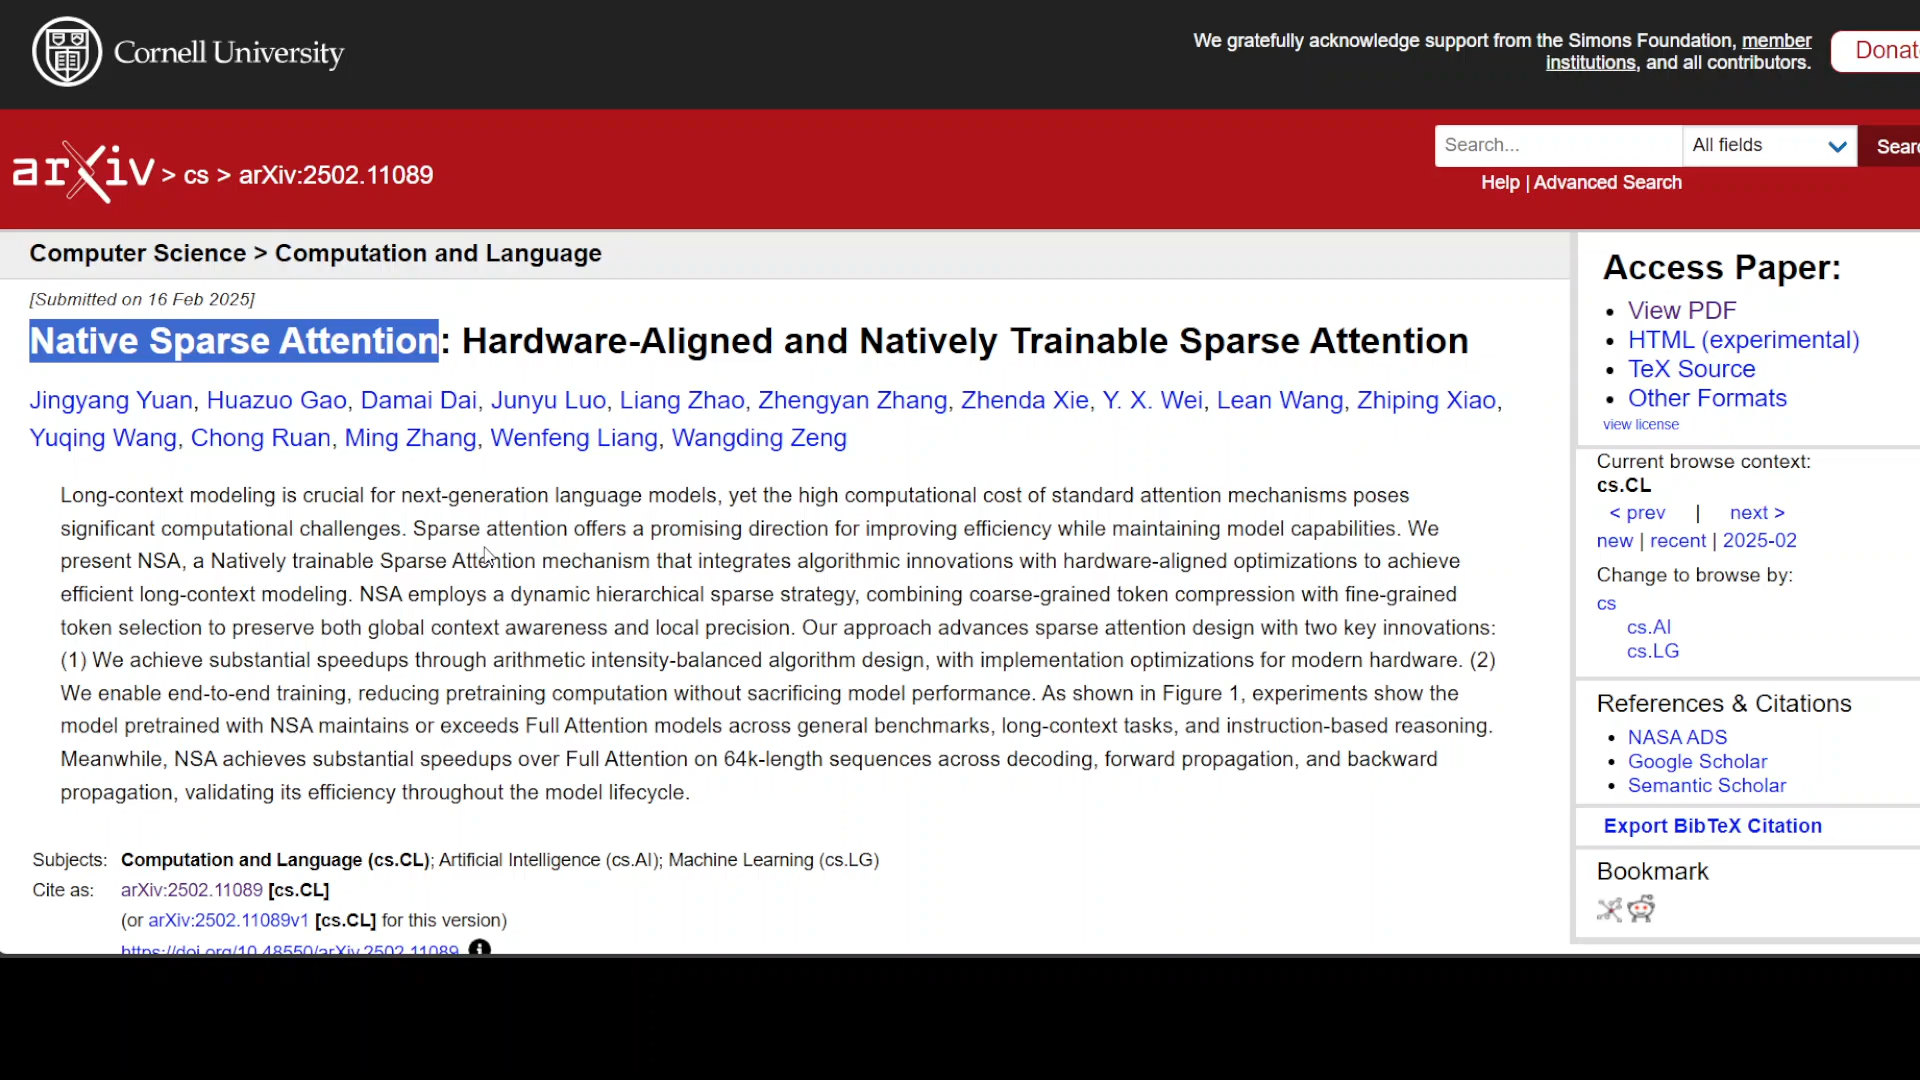 Cornell University
We gratefully acknowledge support from the Simons Foundation, member
institutions, and all contributors.
Donat
arXiv > cs > arXiv:2502.11089
Search...
All fields
Sear
Help | Advanced Search
Computer Science > Computation and Language
[Submitted on 16 Feb 2025]
Native Sparse Attention: Hardware-Aligned and Natively Trainable Sparse Attention
Jingyang Yuan, Huazuo Gao, Damai Dai, Junyu Luo, Liang Zhao, Zhengyan Zhang, Zhenda Xie, Y. X. Wei, Lean Wang, Zhiping Xiao,
Yuqing Wang, Chong Ruan, Ming Zhang, Wenfeng Liang, Wangding Zeng
Long-context modeling is crucial for next-generation language models, yet the high computational cost of standard attention mechanisms poses
significant computational challenges. Sparse attention offers a promising direction for improving efficiency while maintaining model capabilities. We
present NSA, a Natively trainable Sparse Attention mechanism that integrates algorithmic innovations with hardware-aligned optimizations to achieve
efficient long-context modeling. NSA employs a dynamic hierarchical sparse strategy, combining coarse-grained token compression with fine-grained
token selection to preserve both global context awareness and local precision. Our approach advances sparse attention design with two key innovations:
(1) We achieve substantial speedups through arithmetic intensity-balanced algorithm design, with implementation optimizations for modern hardware. (2)
We enable end-to-end training, reducing pretraining computation without sacrificing model performance. As shown in Figure 1, experiments show the
model pretrained with NSA maintains or exceeds Full Attention models across general benchmarks, long-context tasks, and instruction-based reasoning.
Meanwhile, NSA achieves substantial speedups over Full Attention on 64k-length sequences across decoding, forward propagation, and backward
propagation, validating its efficiency throughout the model lifecycle.
Subjects: Computation and Language (cs.CL); Artificial Intelligence (cs.AI); Machine Learning (cs.LG)
Cite as: arXiv:2502.11089 [cs.CL]
(or arXiv:2502.11089v1 [cs.CL] for this version)
https://doi.org/10.48550/arXiv.2502.11089
Access Paper:
View PDF
HTML (experimental)
TeX Source
Other Formats
view license
Current browse context:
cs.CL
< prev | next >
new | recent | 2025-02
Change to browse by:
cs
cs.AI
cs.LG
References & Citations
NASA ADS
Google Scholar
Semantic Scholar
Export BibTeX Citation
Bookmark